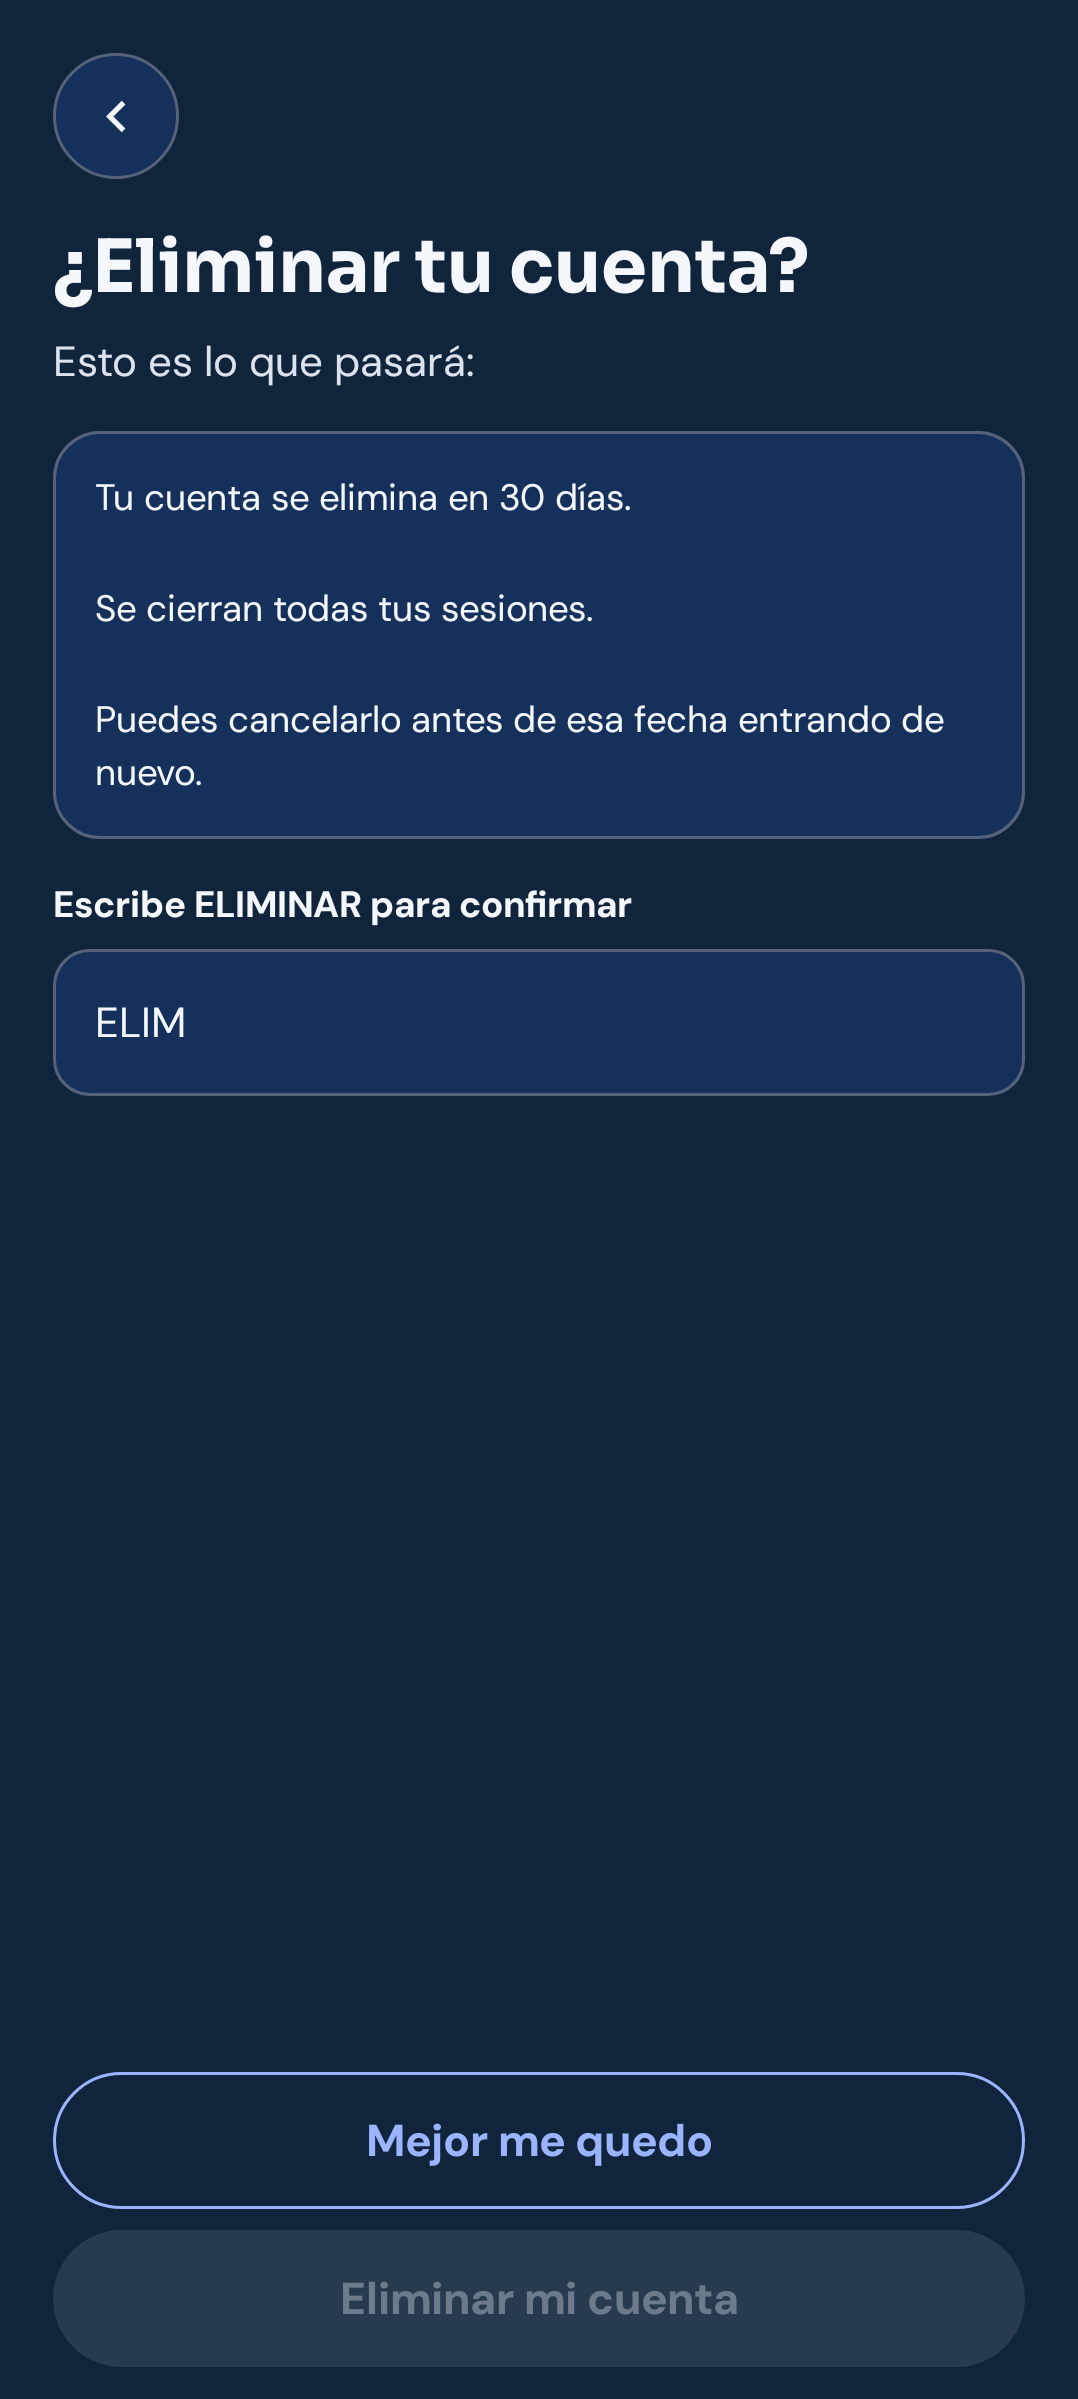 ¿Eliminar tu cuenta?
Esto es lo que pasará:
Tu cuenta se elimina en 30 días.
Se cierran todas tus sesiones.
Puedes cancelarlo antes de esa fecha entrando de
nuevo.
Escribe ELIMINAR para confirmar
ELIM
Mejor me quedo
Eliminar mi cuenta